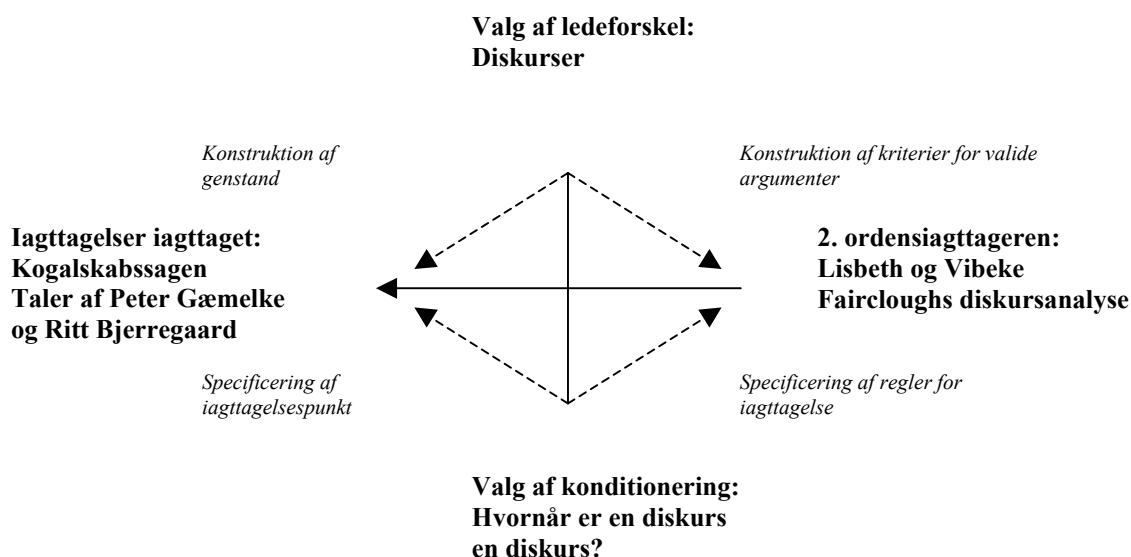 Valg af ledeforskel:
Diskurser
Konstruktion af
genstand
Konstruktion af kriterier for valide
argumenter
Iagttagelser iagttaget:
Kogalskabssagen
Taler af Peter Gæmelke
og Ritt Bjerregaard
2. ordensiagttageren:
Lisbeth og Vibeke
Faircloughs diskursanalyse
Specificering af
iagttagelsespunkt
Specificering af regler for
iagttagelse
Valg af konditionering:
Hvornår er en diskurs
en diskurs?